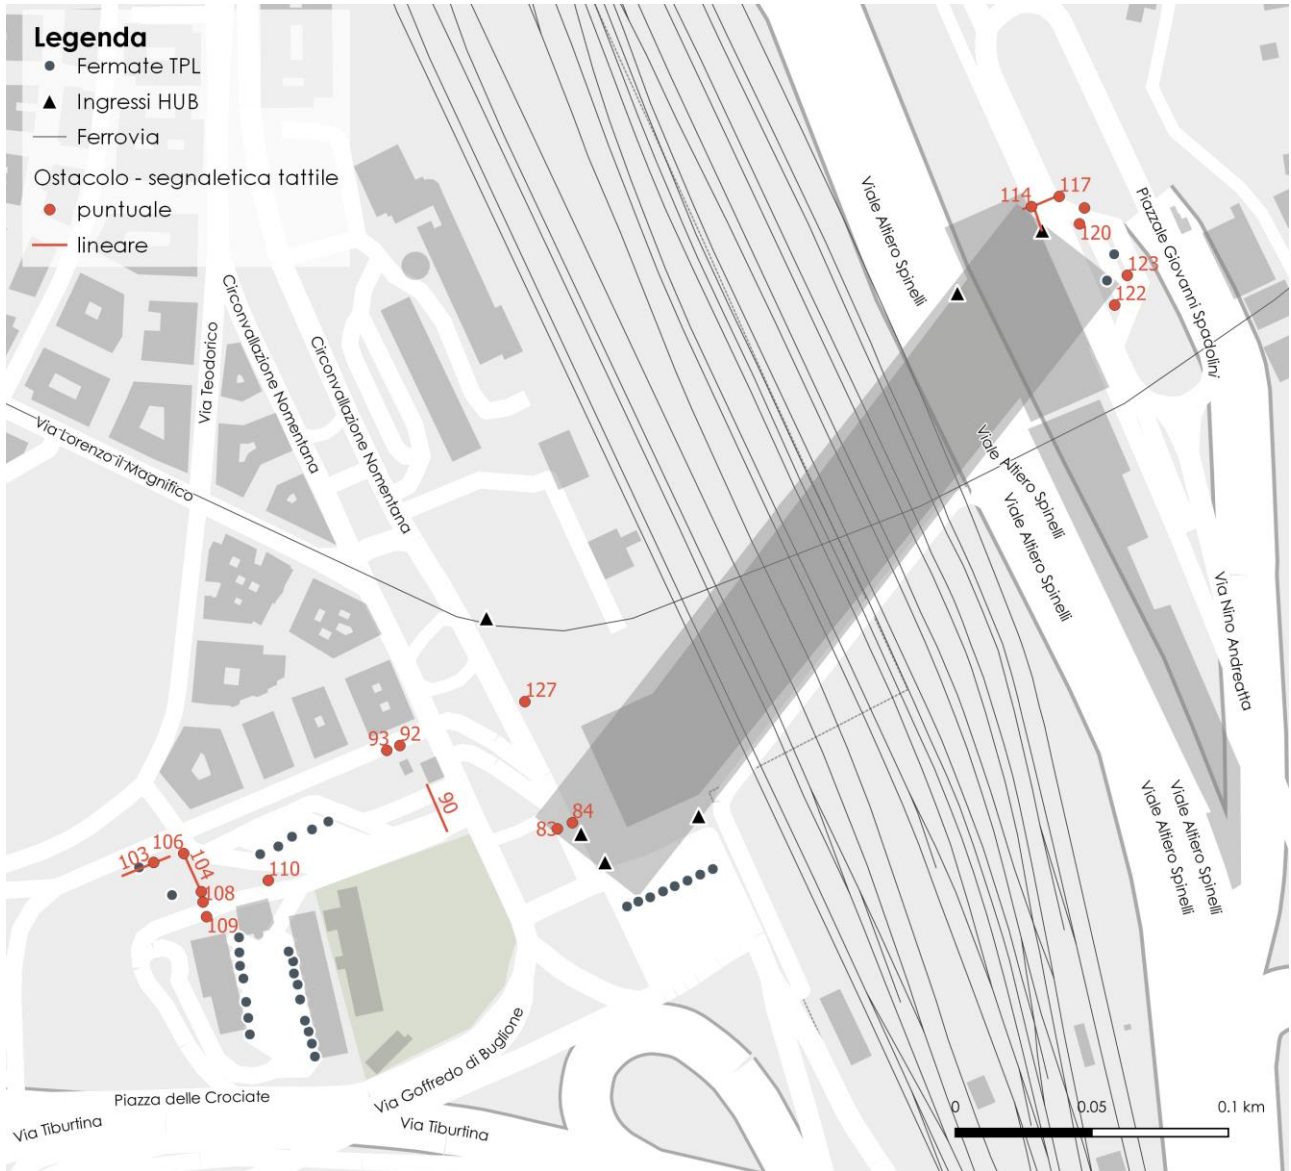 Legenda
Fermate TPL
Ingressi HUB
Ferrovia
Ostacolo - segnaletica tattile
puntuale
lineare
Viale Altiero Spinelli
114
117
120
123
122
Piazzale Giovanni Spadolini
Via Teodorico
Circonvallazione Nomentana
Circonvallazione Nomentana
Via Lorenzo il Magnifico
Viale Altiero Spinelli
Viale Altiero Spinelli
Via Nino Andreatta
127
93
92
90
83
84
Viale Altiero Spinelli
Viale Altiero Spinelli
103
106
104
108
109
110
Via Goffredo di Buglione
Piazza delle Crociate
Via Tiburtina
Via Tiburtina
0
0.05
0.1 km